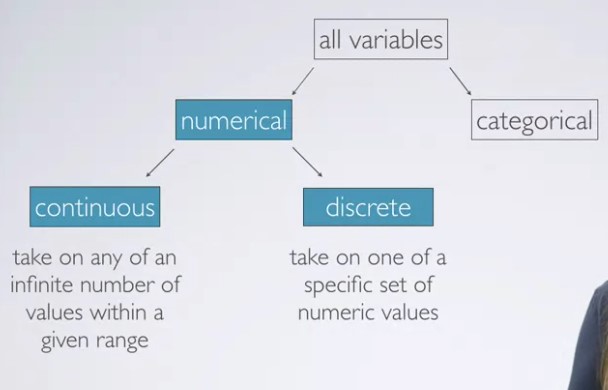 all variables
numerical
categorical
continuous
discrete
take on any of an
infinite number of
values within a
given range
take on one of a
specific set of
numeric values